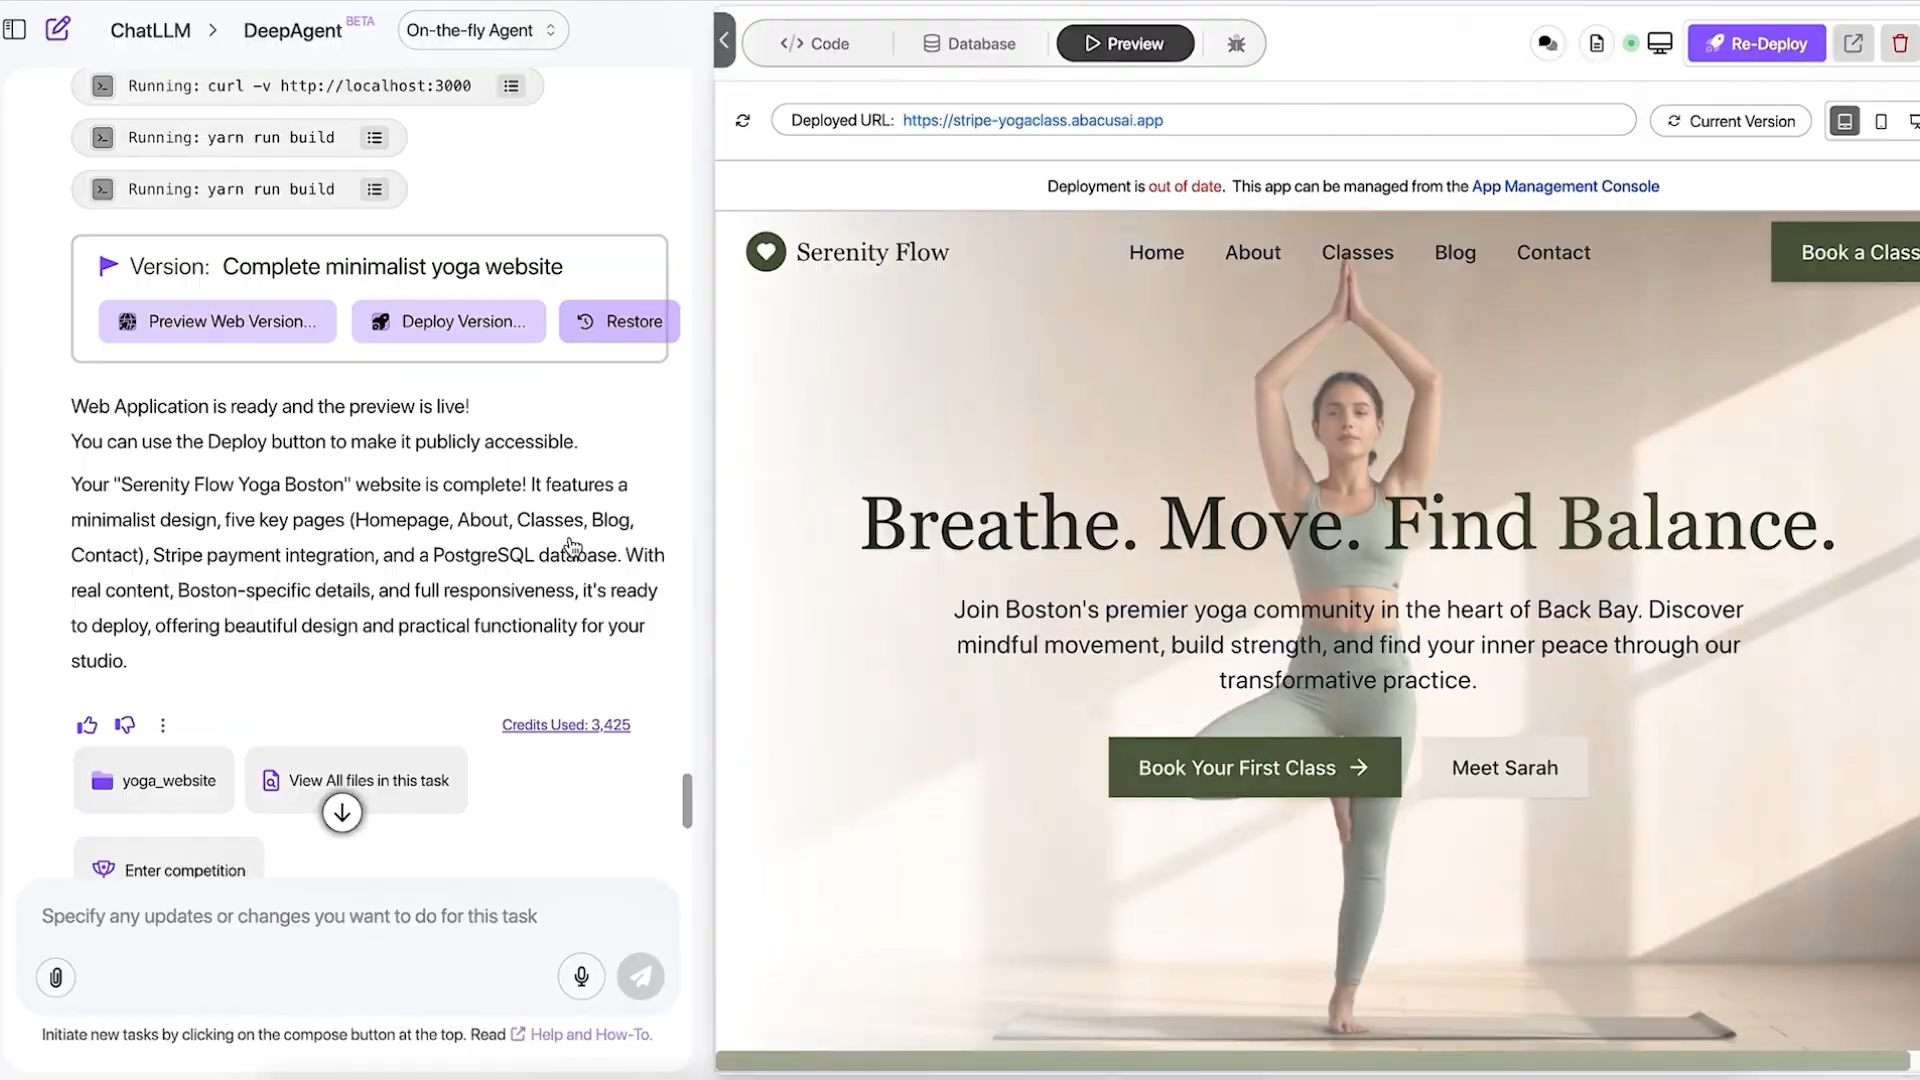 ChatLLM > DeepAgent BETA
On-the-fly Agent
Running: curl -v http://localhost:3000
Running: yarn run build
Running: yarn run build
Version: Complete minimalist yoga website
Preview Web Version...
Deploy Version...
Restore
Web Application is ready and the preview is live!
You can use the Deploy button to make it publicly accessible.
Your "Serenity Flow Yoga Boston" website is complete! It features a
minimalist design, five key pages (Homepage, About, Classes, Blog,
Contact), Stripe payment integration, and a PostgreSQL database. With
real content, Boston-specific details, and full responsiveness, it's ready
to deploy, offering beautiful design and practical functionality for your
studio.
Credits Used: 3,425
yoga_website
View All files in this task
Enter competition
Specify any updates or changes you want to do for this task
Initiate new tasks by clicking on the compose button at the top. Read Help and How-To.
</> Code
Database
Preview
Re-Deploy
Deployed URL: https://stripe-yogaclass.abacusai.app
Current Version
Deployment is out of date. This app can be managed from the App Management Console
Serenity Flow
Home
About
Classes
Blog
Contact
Book a Class
Breathe. Move. Find Balance.
Join Boston's premier yoga community in the heart of Back Bay. Discover
mindful movement, build strength, and find your inner peace through our
transformative practice.
Book Your First Class →
Meet Sarah